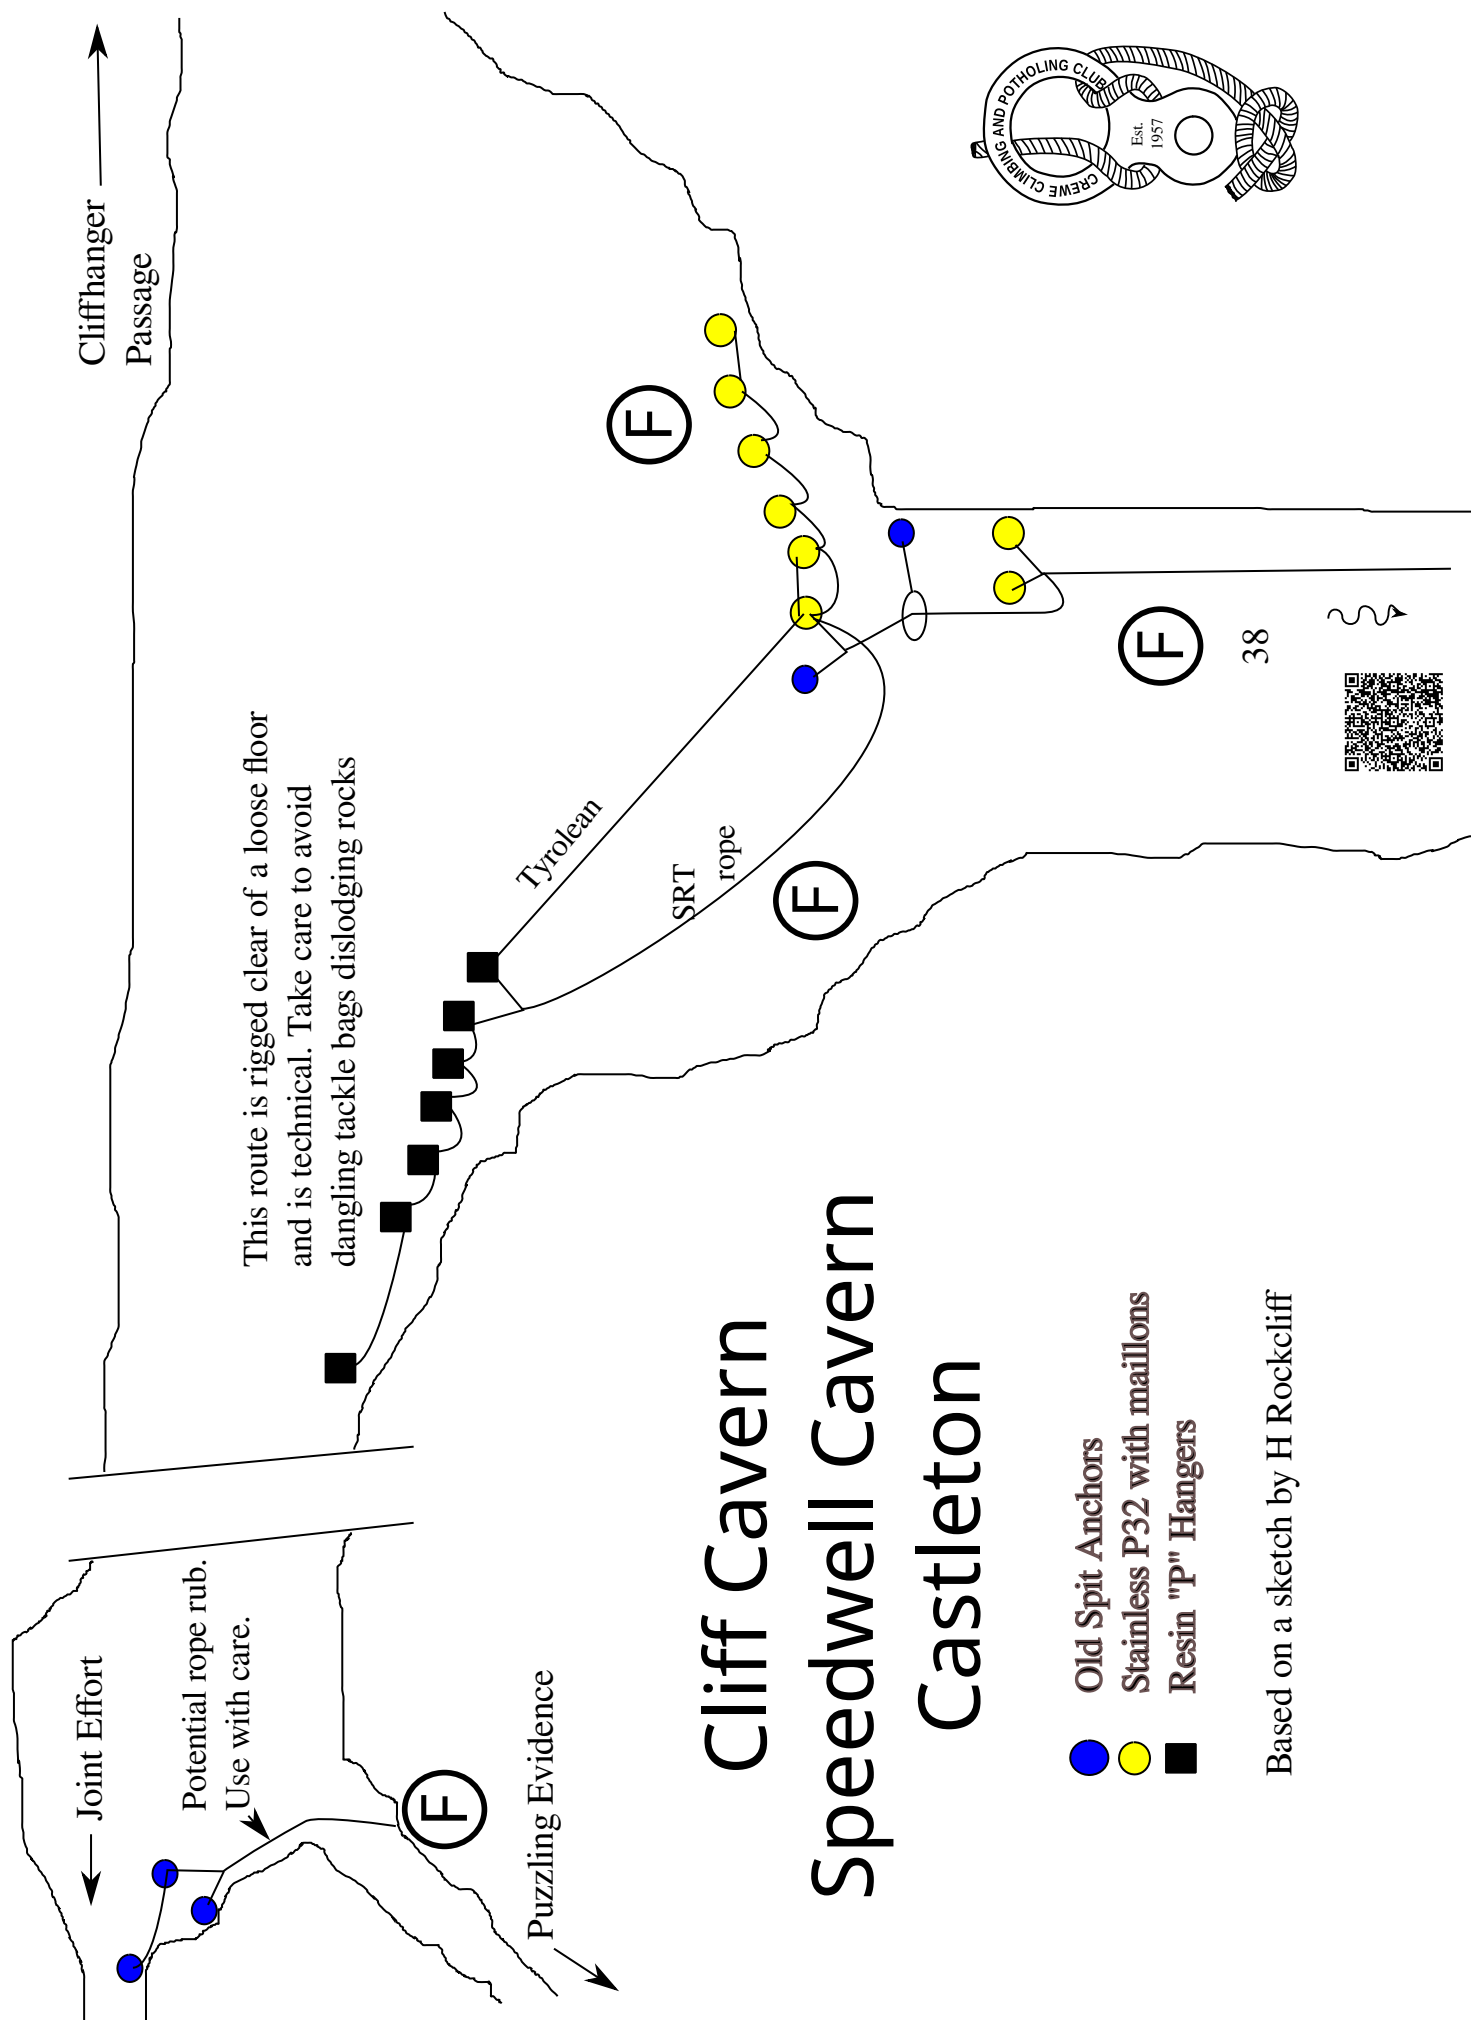 Joint Effort
Potential rope rub.
Use with care.
F
Puzzling Evidence
This route is rigged clear of a loose floor
and is technical. Take care to avoid
dangling tackle bags dislodging rocks
Cliffhanger
Passage
Tyrolean
SRT
rope
F
F
F
38
Cliff Cavern
Speedwell Cavern
Castleton
Old Spit Anchors
Stainless P32 with maillons
Resin "P" Hangers
Based on a sketch by H Rockcliff
CREWE CLIMBING AND POTHOLING CLUB
Est.
1957